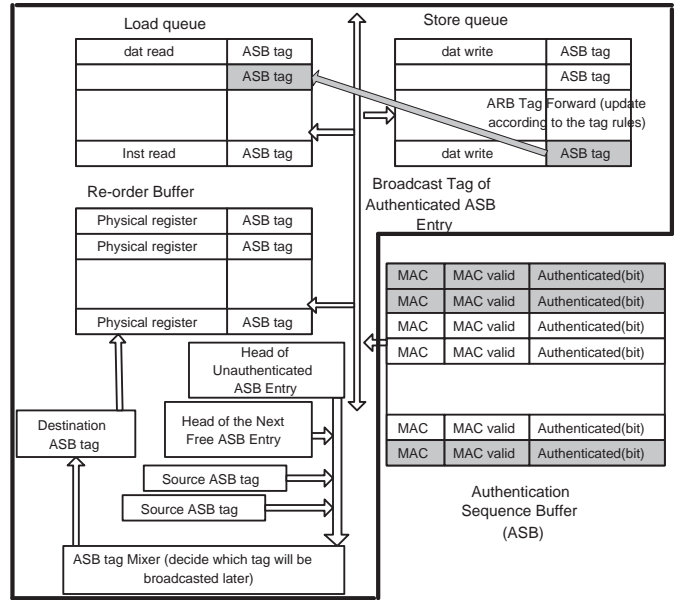 Load queue
Store queue
dat read ASB tag
ASB tag
Inst read ASB tag
dat write ASB tag
ASB tag
ARB Tag Forward (update
according to the tag rules)
dat write ASB tag
Re-order Buffer
Broadcast Tag of
Authenticated ASB
Entry
Physical register ASB tag
Physical register ASB tag
Physical register ASB tag
MAC MAC valid Authenticated(bit)
MAC MAC valid Authenticated(bit)
MAC MAC valid Authenticated(bit)
MAC MAC valid Authenticated(bit)
MAC MAC valid Authenticated(bit)
MAC MAC valid Authenticated(bit)
Authentication
Sequence Buffer
(ASB)
Head of
Unauthenticated
ASB Entry
Destination
ASB tag
Head of the Next
Free ASB Entry
Source ASB tag
Source ASB tag
ASB tag Mixer (decide which tag will be
broadcasted later)